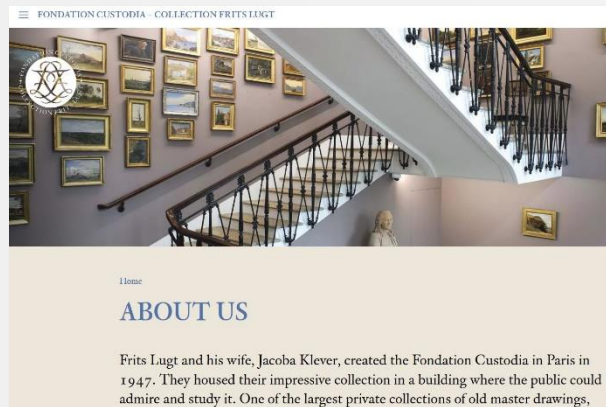 FONDATION CUSTODIA – COLLECTION FRITS LUGT
Home
ABOUT US
Frits Lugt and his wife, Jacoba Klever, created the Fondation Custodia in Paris in
1947. They housed their impressive collection in a building where the public could
admire and study it. One of the largest private collections of old master drawings,